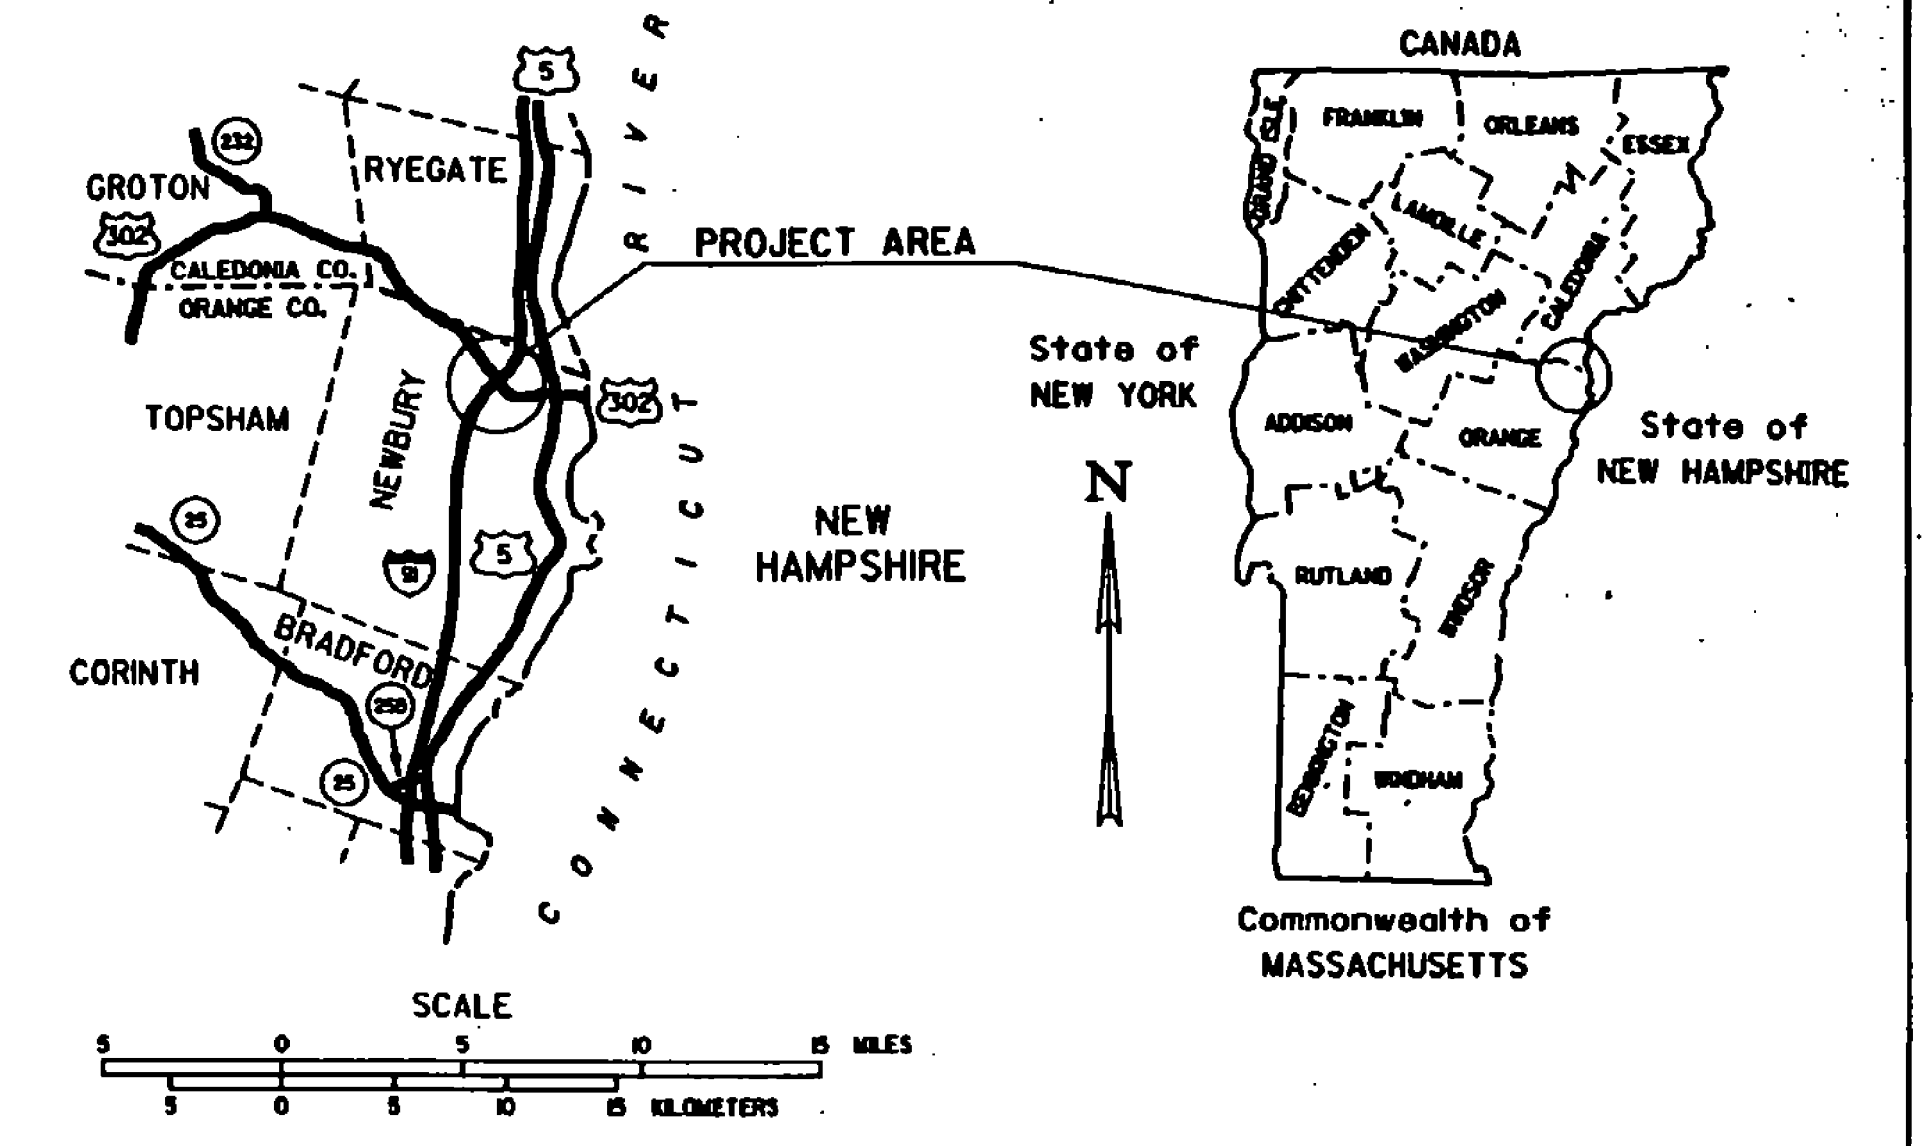 5
232
RYEGATE
GROTON
302
CALEDONIA CO.
ORANGE CO.
PROJECT AREA
TOPSHAM
NEWBURY
302
25
91
5
NEW
HAMPSHIRE
BRADFORD
CORINTH
25B
25
CONNECTICUT RIVER
SCALE
5 0 5 10 15 MILES
5 0 5 10 15 KILOMETERS
CANADA
GRAND ISLE
FRANKLIN
ORLEANS
ESSEX
LAMOILLE
CHITTENDEN
CALEDONIA
WASHINGTON
State of
NEW YORK
ADDISON
ORANGE
State of
NEW HAMPSHIRE
N
RUTLAND
WINDSOR
BENNINGTON
WINDHAM
Commonwealth of
MASSACHUSETTS